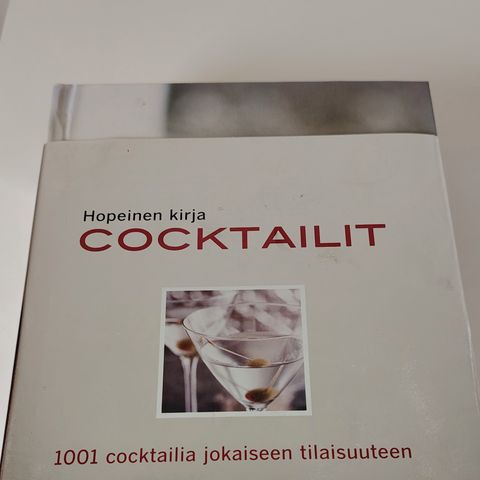 Hopeinen kirja
COCKTAILIT
1001 cocktailia jokaiseen tilaisuuteen